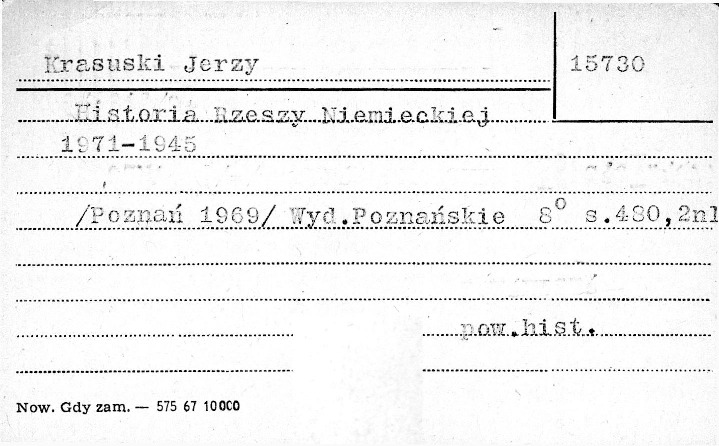 Krasuski Jerzy 15730
Historia Rzeszy Niemieckiej
1971-1945
/Poznań 1969/ Wyd.Poznańskie 8° s.480,2nl
pow.hist.
Now. Gdy zam. — 575 67 10000